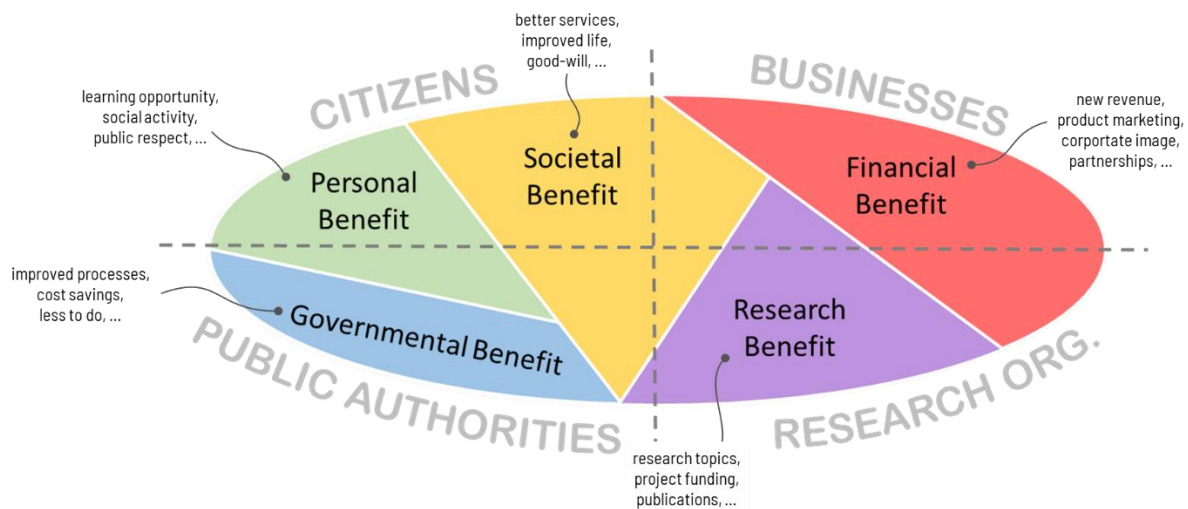 better services,
improved life,
good-will, ...
CITIZENS
BUSINESSES
learning opportunity,
social activity,
public respect, ...
new revenue,
product marketing,
corportate image,
partnerships, ...
Societal
Benefit
Financial
Benefit
Personal
Benefit
improved processes,
cost savings,
less to do, ...
Governmental Benefit
Research
Benefit
PUBLIC AUTHORITIES
RESEARCH ORG.
research topics,
project funding,
publications, ...